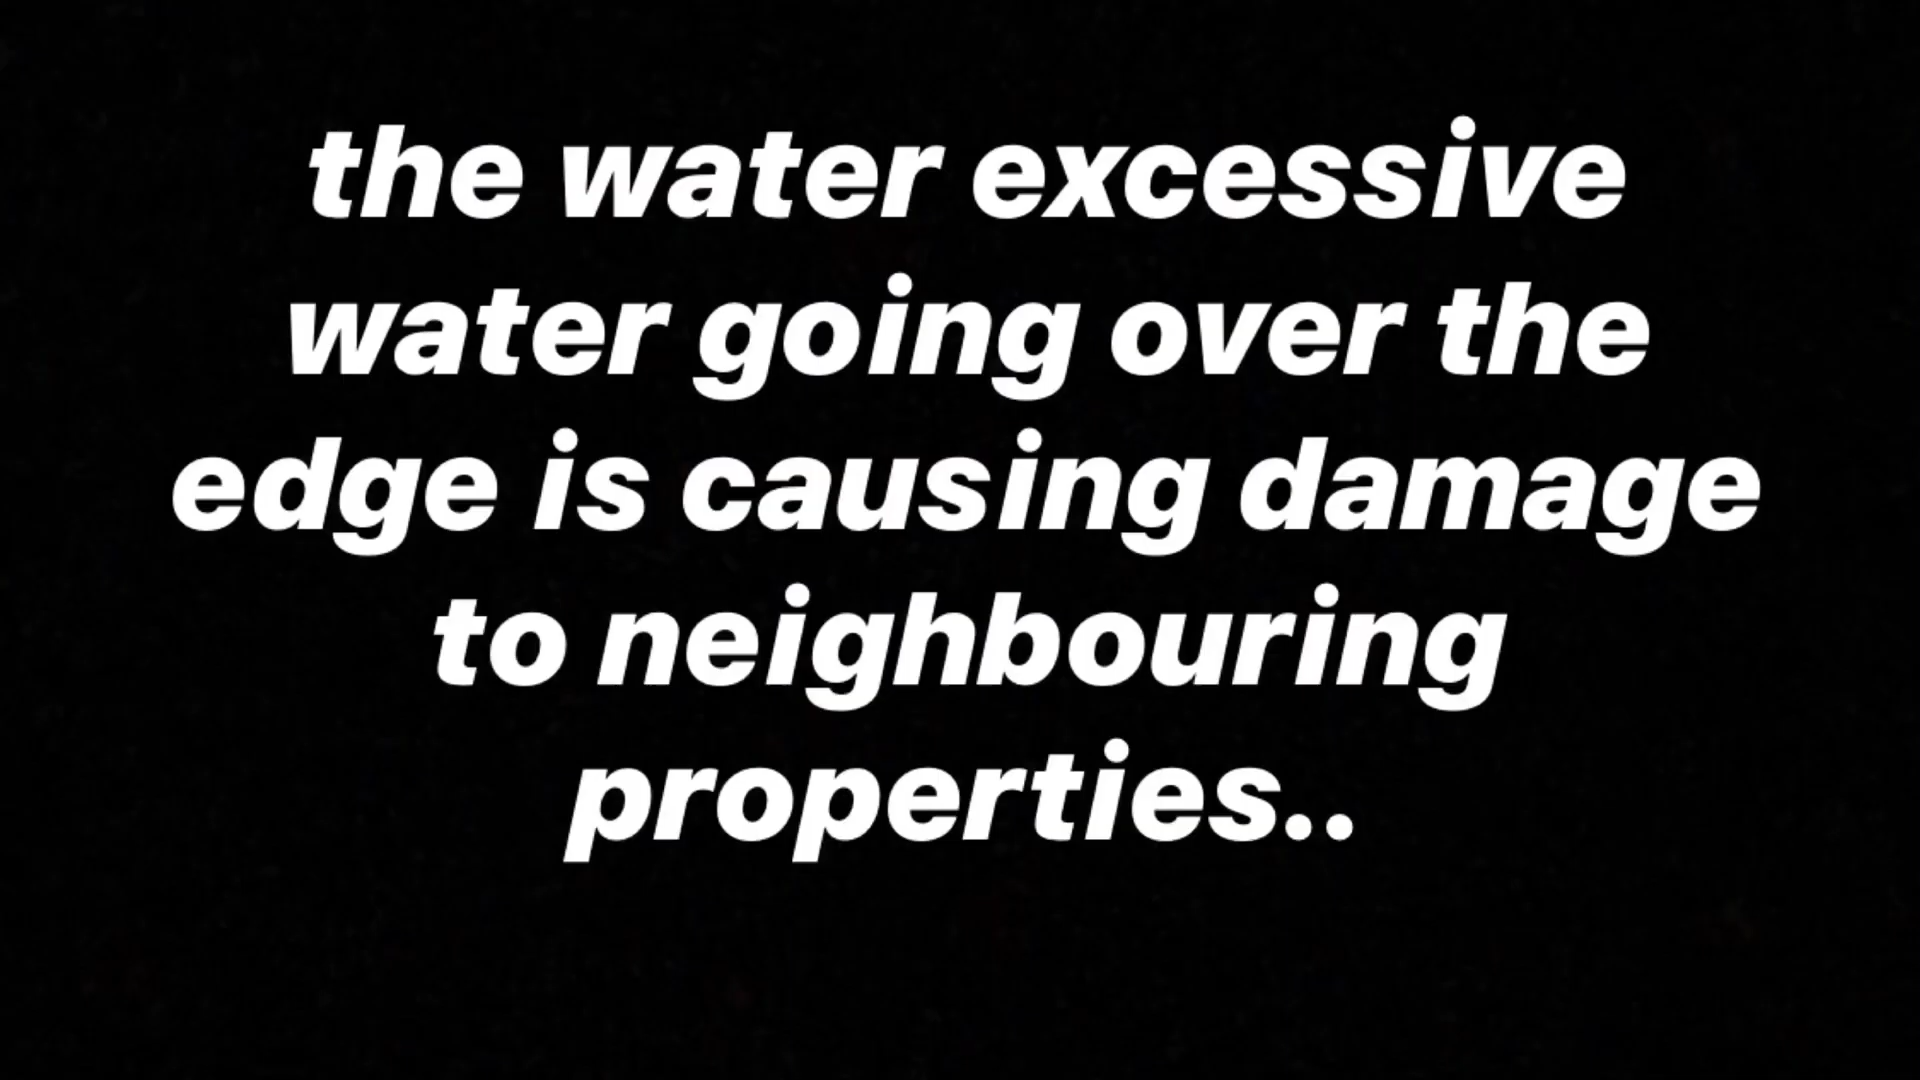 the water excessive
water going over the
edge is causing damage
to neighbouring
properties..